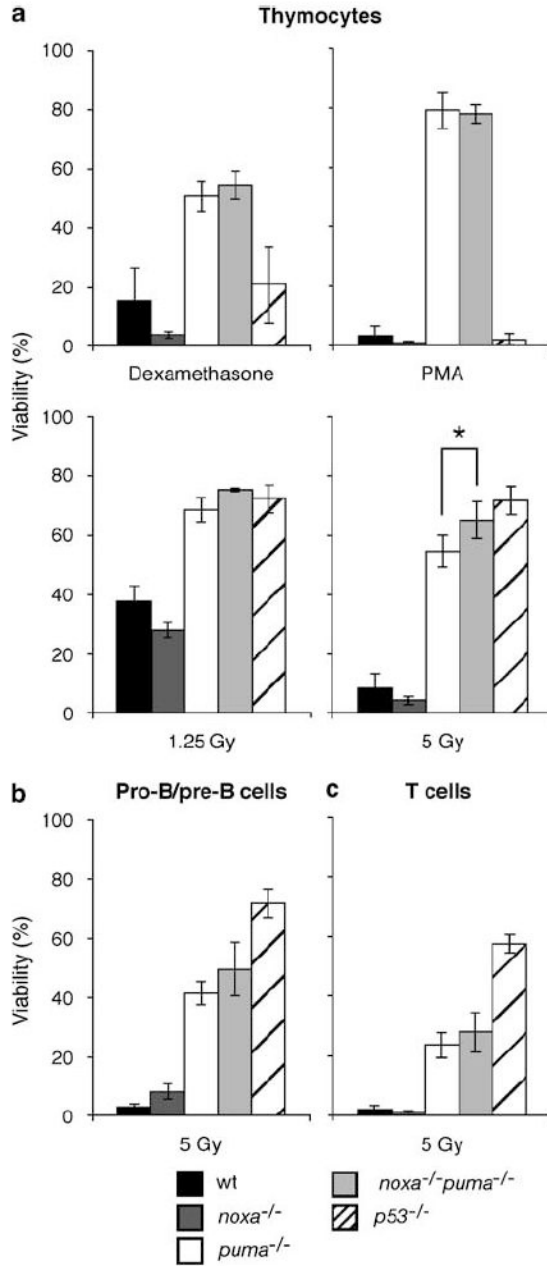 a
Thymocytes
100
80
60
40
20
0
Viability (%)
Dexamethasone
PMA
100
80
60
40
20
0
*
1.25 Gy
5 Gy
b Pro-B/pre-B cells
c T cells
100
80
60
40
20
0
Viability (%)
5 Gy
5 Gy
wt
noxa-/-
puma-/-
noxa-/-puma-/-
p53-/-